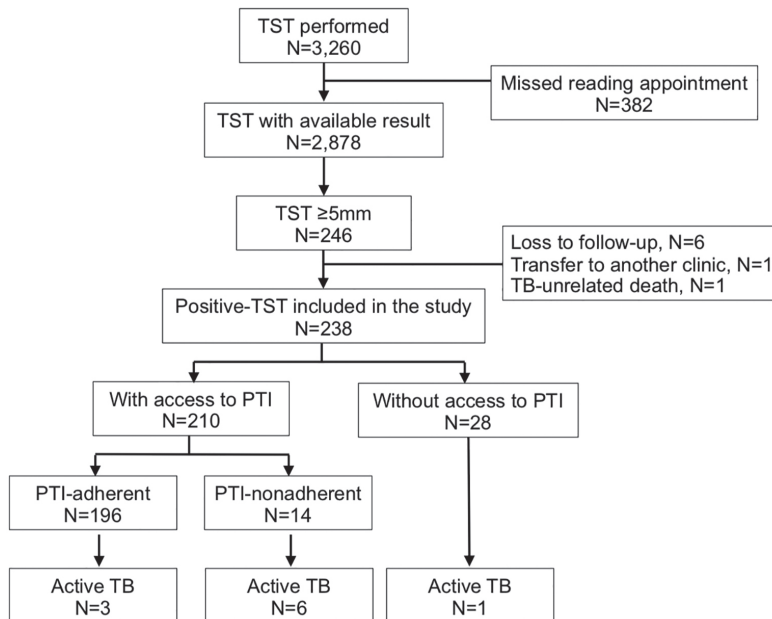 TST performed
N=3,260
Missed reading appointment
N=382
TST with available result
N=2,878
TST ≥5mm
N=246
Loss to follow-up, N=6
Transfer to another clinic, N=1
TB-unrelated death, N=1
Positive-TST included in the study
N=238
With access to PTI
N=210
Without access to PTI
N=28
PTI-adherent
N=196
PTI-nonadherent
N=14
Active TB
N=3
Active TB
N=6
Active TB
N=1